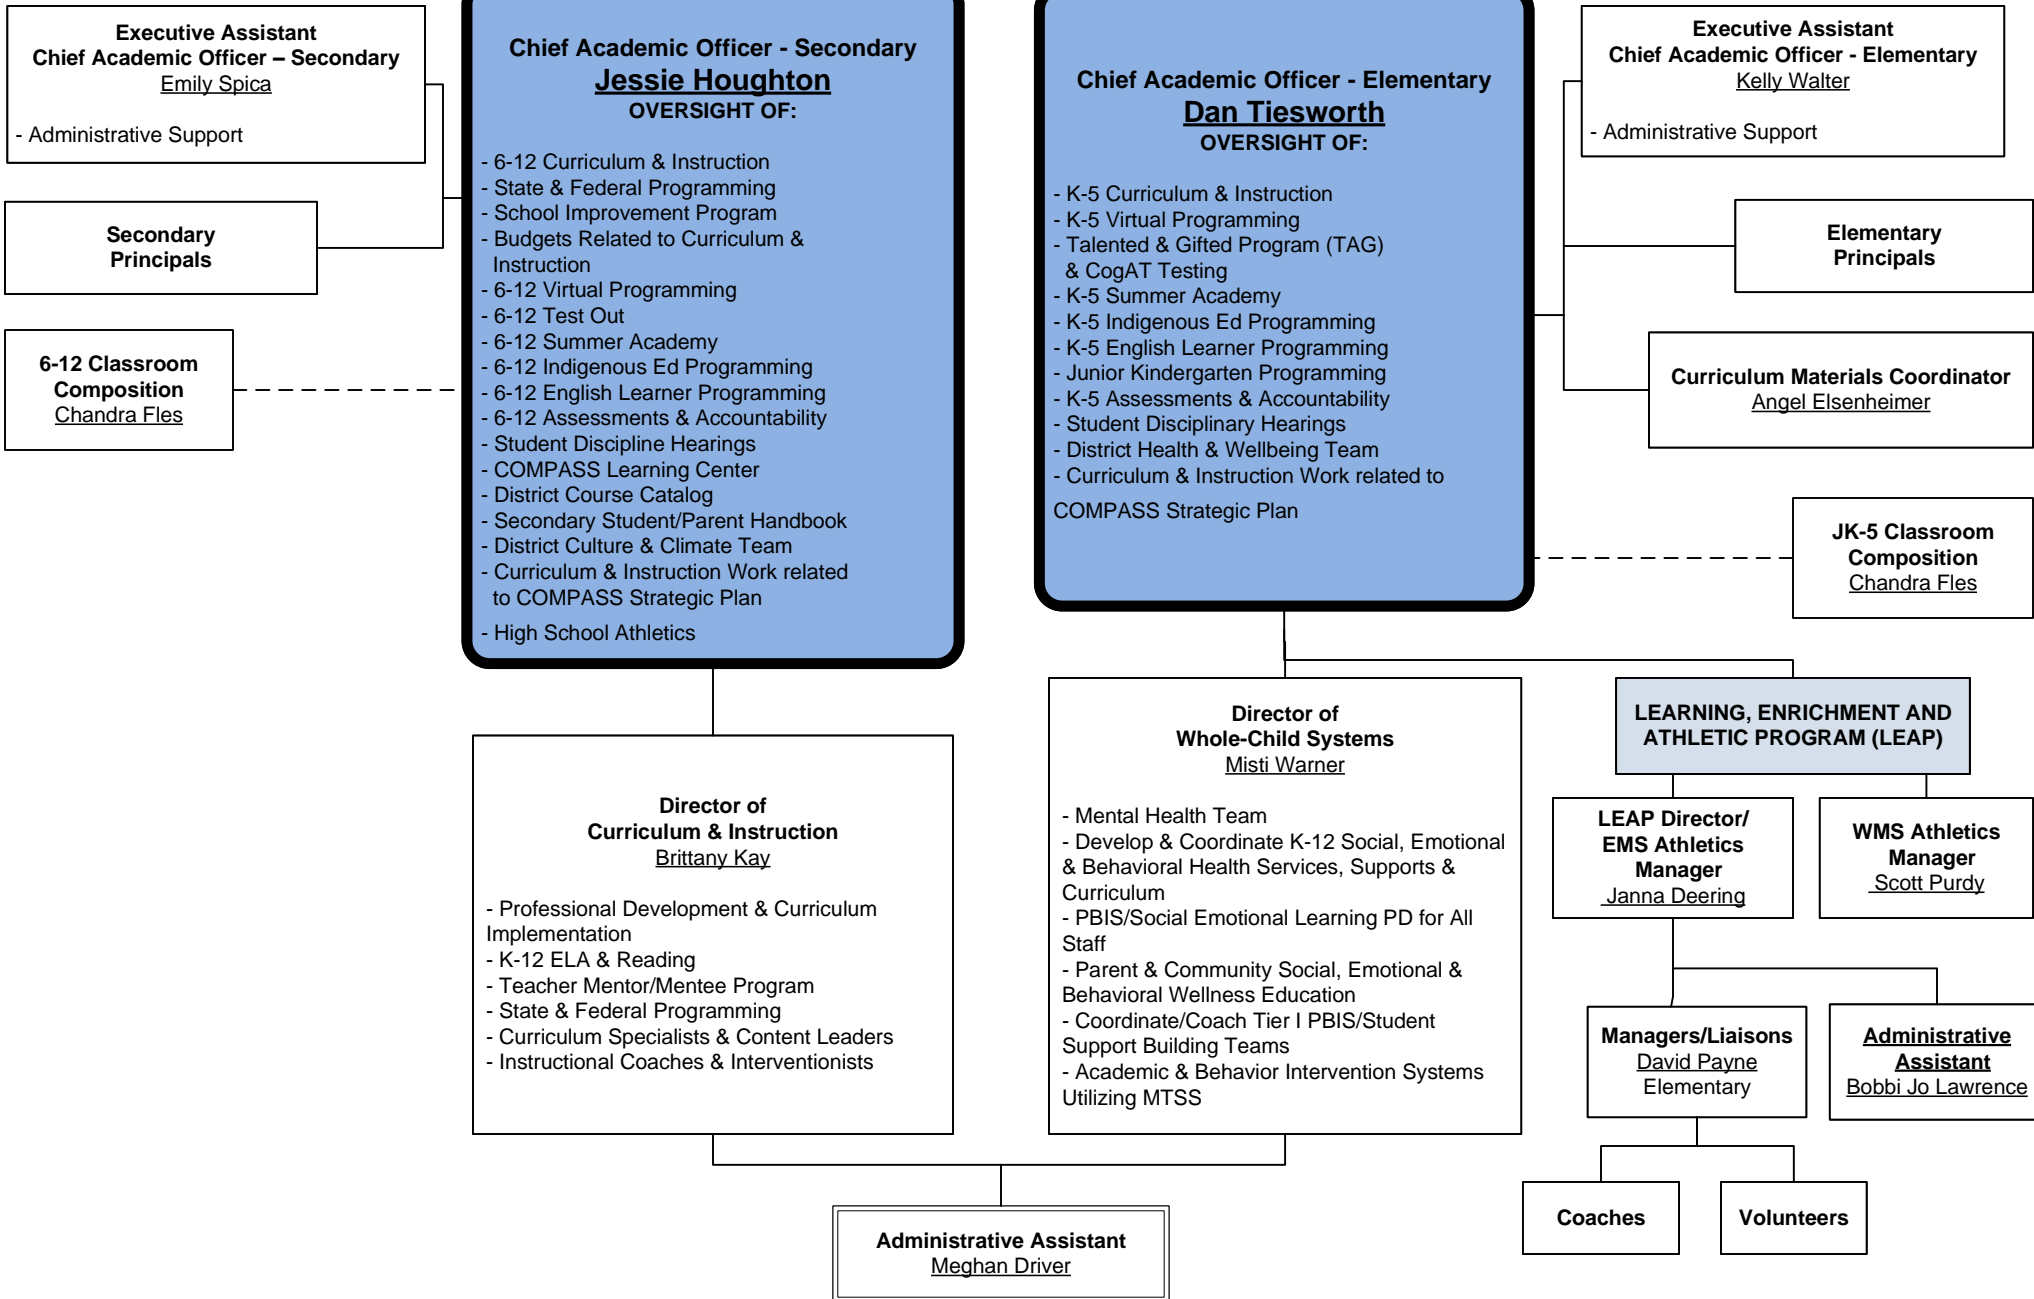 Executive Assistant
Chief Academic Officer – Secondary
Emily Spica
- Administrative Support
Secondary
Principals
6-12 Classroom
Composition
Chandra Fles
Chief Academic Officer - Secondary
Jessie Houghton
OVERSIGHT OF:
- 6-12 Curriculum & Instruction
- State & Federal Programming
- School Improvement Program
- Budgets Related to Curriculum &
Instruction
- 6-12 Virtual Programming
- 6-12 Test Out
- 6-12 Summer Academy
- 6-12 Indigenous Ed Programming
- 6-12 English Learner Programming
- 6-12 Assessments & Accountability
- Student Discipline Hearings
- COMPASS Learning Center
- District Course Catalog
- Secondary Student/Parent Handbook
- District Culture & Climate Team
- Curriculum & Instruction Work related
to COMPASS Strategic Plan
- High School Athletics
Chief Academic Officer - Elementary
Dan Tiesworth
OVERSIGHT OF:
- K-5 Curriculum & Instruction
- K-5 Virtual Programming
- Talented & Gifted Program (TAG)
& CogAT Testing
- K-5 Summer Academy
- K-5 Indigenous Ed Programming
- K-5 English Learner Programming
- Junior Kindergarten Programming
- K-5 Assessments & Accountability
- Student Disciplinary Hearings
- District Health & Wellbeing Team
- Curriculum & Instruction Work related to
COMPASS Strategic Plan
Executive Assistant
Chief Academic Officer - Elementary
Kelly Walter
- Administrative Support
Elementary
Principals
Curriculum Materials Coordinator
Angel Elsenheimer
JK-5 Classroom
Composition
Chandra Fles
Director of
Curriculum & Instruction
Brittany Kay
- Professional Development & Curriculum
Implementation
- K-12 ELA & Reading
- Teacher Mentor/Mentee Program
- State & Federal Programming
- Curriculum Specialists & Content Leaders
- Instructional Coaches & Interventionists
Director of
Whole-Child Systems
Misti Warner
- Mental Health Team
- Develop & Coordinate K-12 Social, Emotional
& Behavioral Health Services, Supports &
Curriculum
- PBIS/Social Emotional Learning PD for All
Staff
- Parent & Community Social, Emotional &
Behavioral Wellness Education
- Coordinate/Coach Tier I PBIS/Student
Support Building Teams
- Academic & Behavior Intervention Systems
Utilizing MTSS
LEARNING, ENRICHMENT AND
ATHLETIC PROGRAM (LEAP)
LEAP Director/
EMS Athletics
Manager
Janna Deering
WMS Athletics
Manager
Scott Purdy
Managers/Liaisons
David Payne
Elementary
Administrative
Assistant
Bobbi Jo Lawrence
Coaches
Volunteers
Administrative Assistant
Meghan Driver